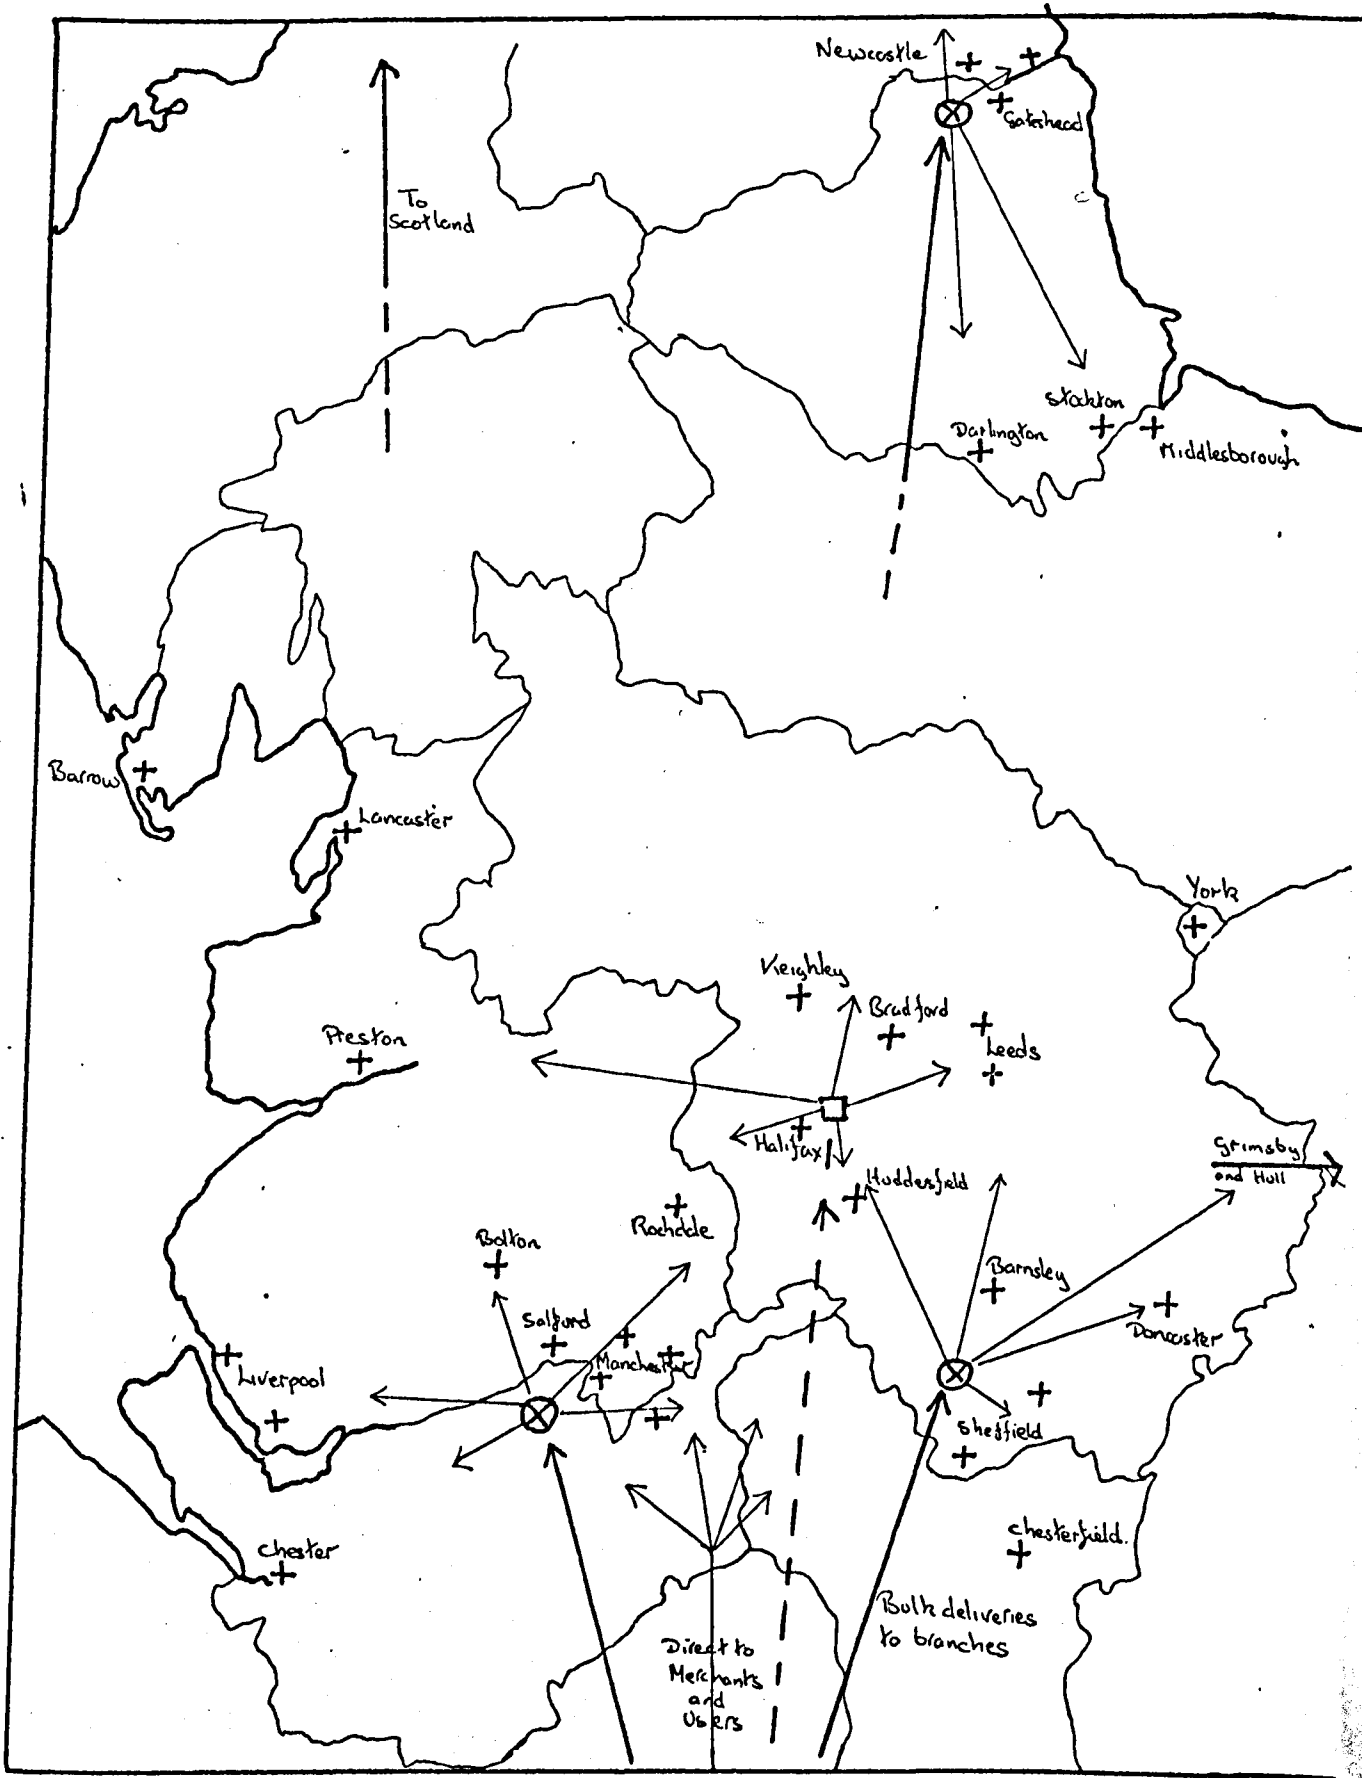 Newcastle
Gateshead
To
Scotland
Stockton
Darlington
Middlesborough
Barrow
Lancaster
York
Keighley
Bradford
Leeds
Preston
Halifax
Grimsby
and Hull
Huddersfield
Rochdale
Bolton
Barnsley
Salford
Doncaster
Manchester
Liverpool
Sheffield
Chester
Chesterfield.
Bulk deliveries
to branches
Direct to
Merchants
and
Users